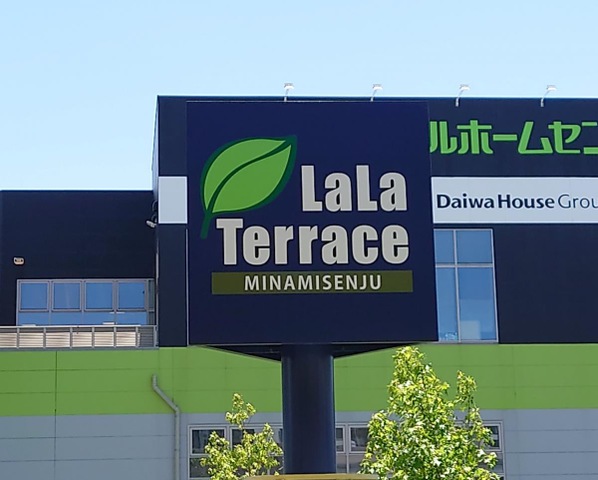 ルホームセン
Daiwa House Grou
LaLa
Terrace
MINAMISENJU